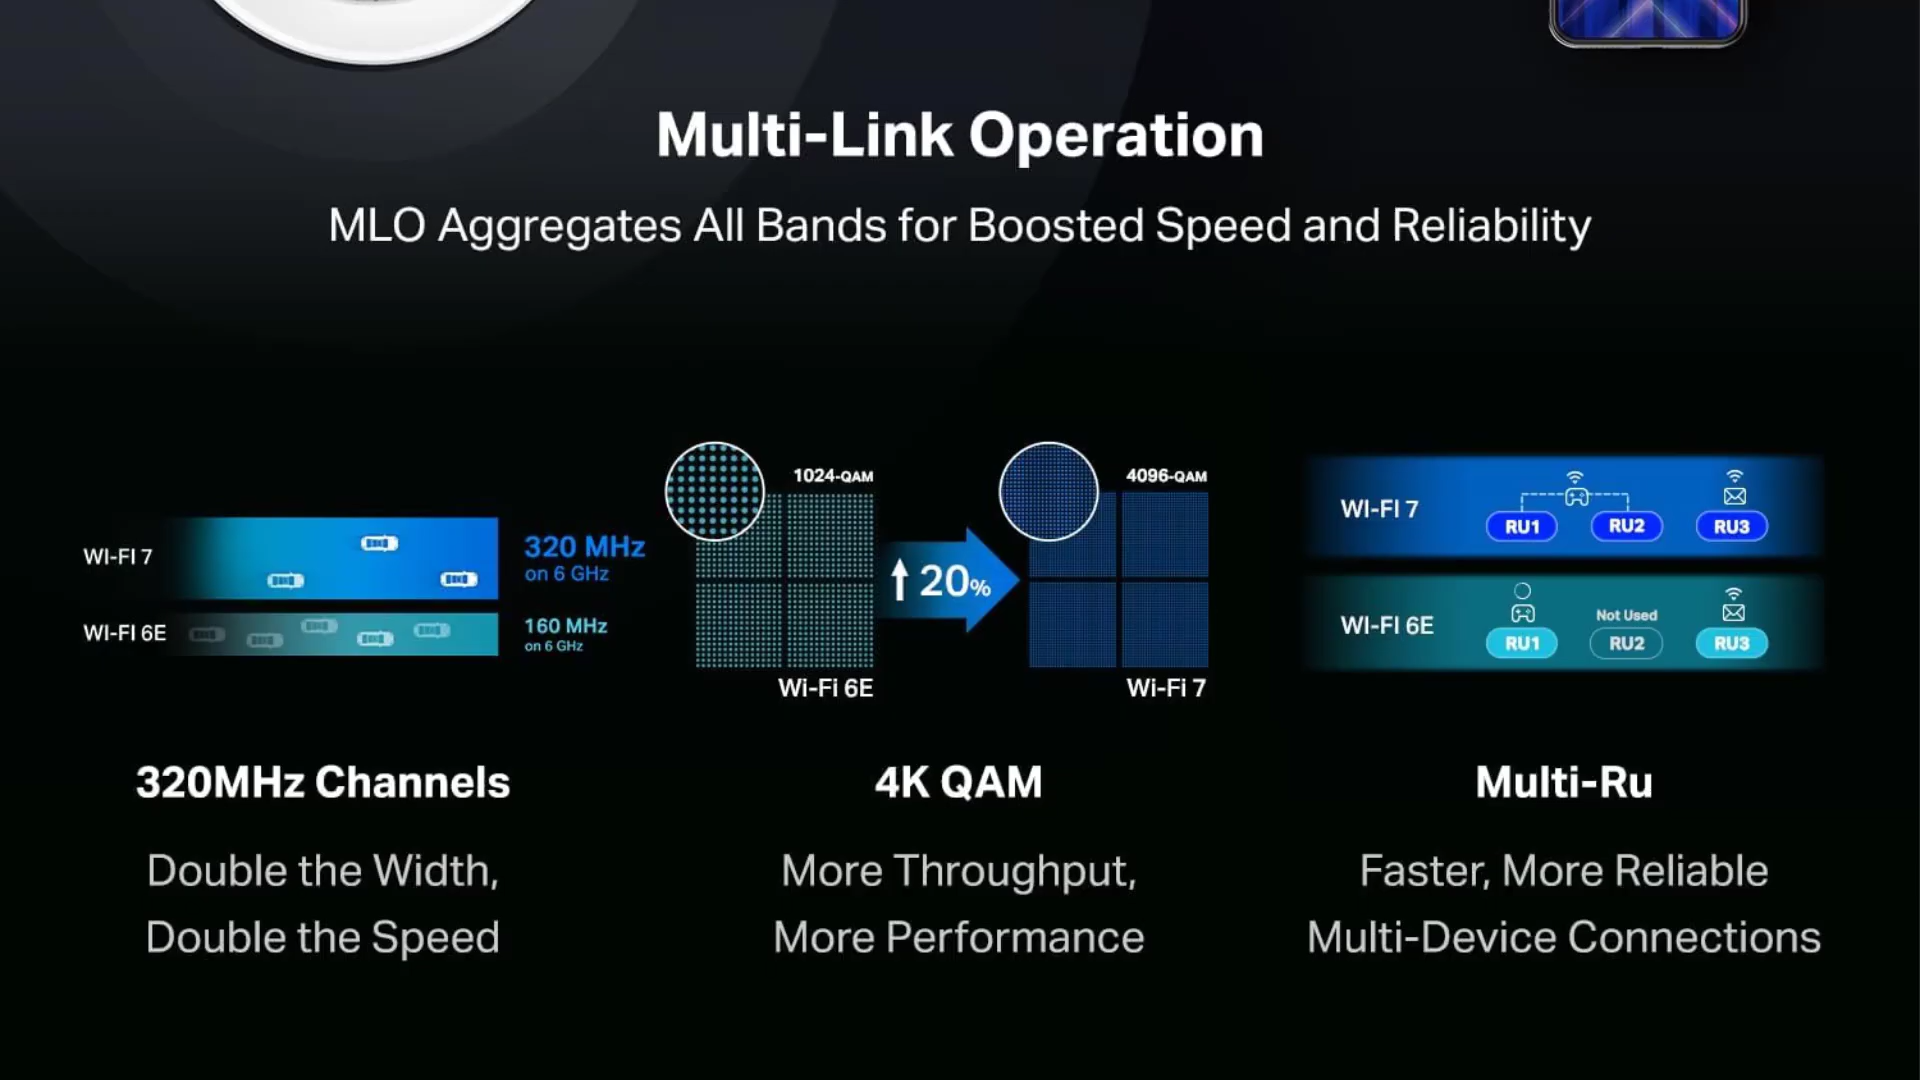 Multi-Link Operation
MLO Aggregates All Bands for Boosted Speed and Reliability
WI-FI 7
320 MHz
on 6 GHz
WI-FI 6E
160 MHz
on 6 GHz
320MHz Channels
Double the Width,
Double the Speed
1024-QAM
4096-QAM
20%
Wi-Fi 6E
Wi-Fi 7
4K QAM
More Throughput,
More Performance
WI-FI 7
RU1 RU2 RU3
WI-FI 6E
Not Used
RU1 RU2 RU3
Multi-Ru
Faster, More Reliable
Multi-Device Connections